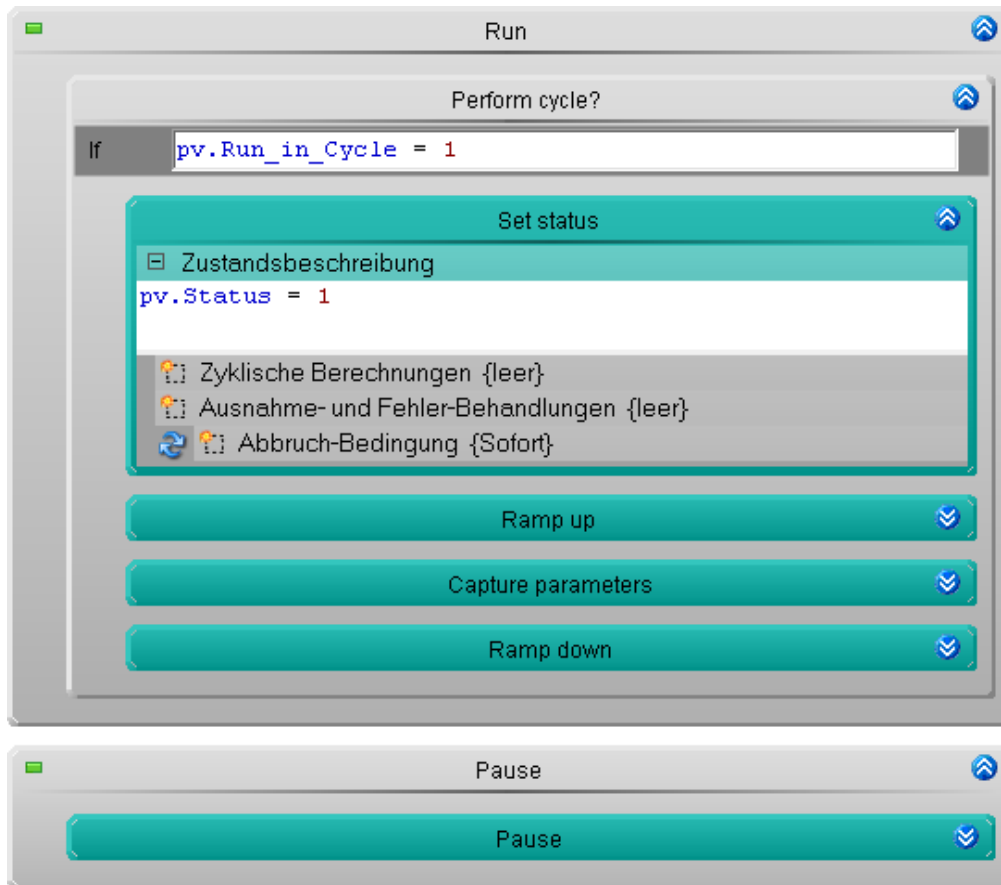 Run
Perform cycle?
If pv.Run_in_Cycle = 1
Set status
Zustandsbeschreibung
pv.Status = 1
Zyklische Berechnungen {leer}
Ausnahme- und Fehler-Behandlungen {leer}
Abbruch-Bedingung {Sofort}
Ramp up
Capture parameters
Ramp down
Pause
Pause